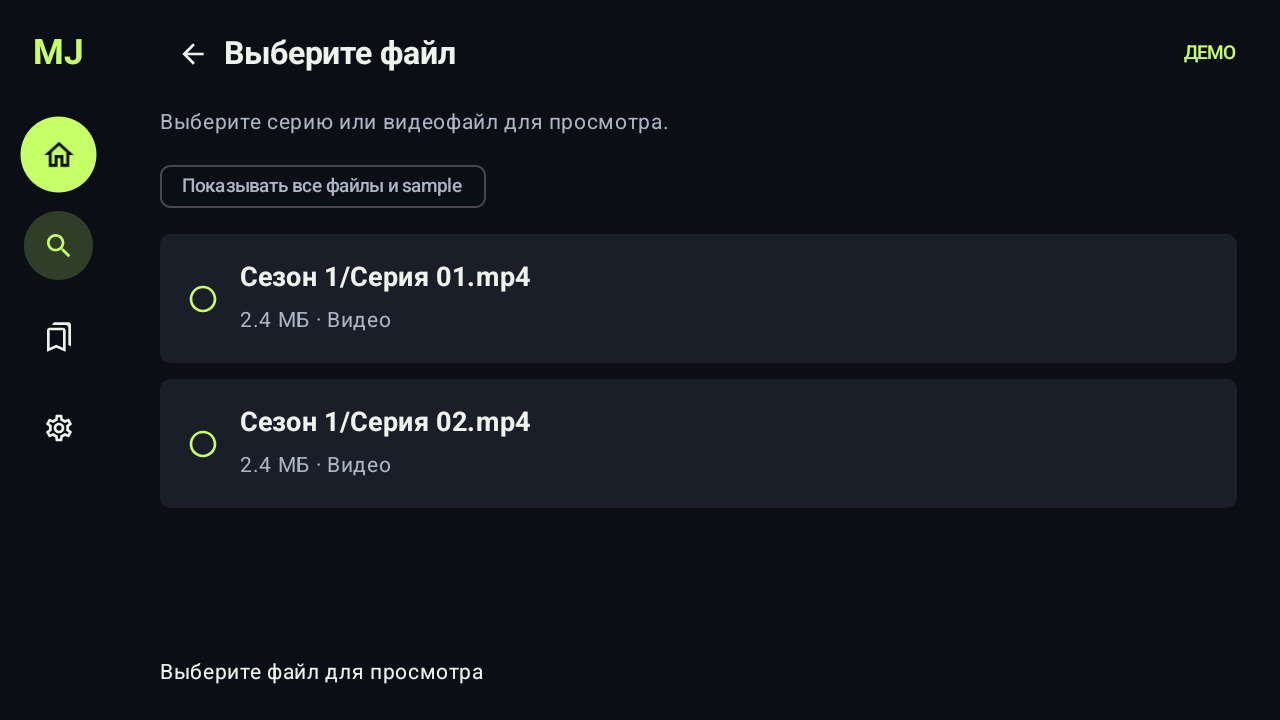 MJ
Выберите файл
ДЕМО
Выберите серию или видеофайл для просмотра.
Показывать все файлы и sample
Сезон 1/Серия 01.mp4
2.4 МБ · Видео
Сезон 1/Серия 02.mp4
2.4 МБ · Видео
Выберите файл для просмотра